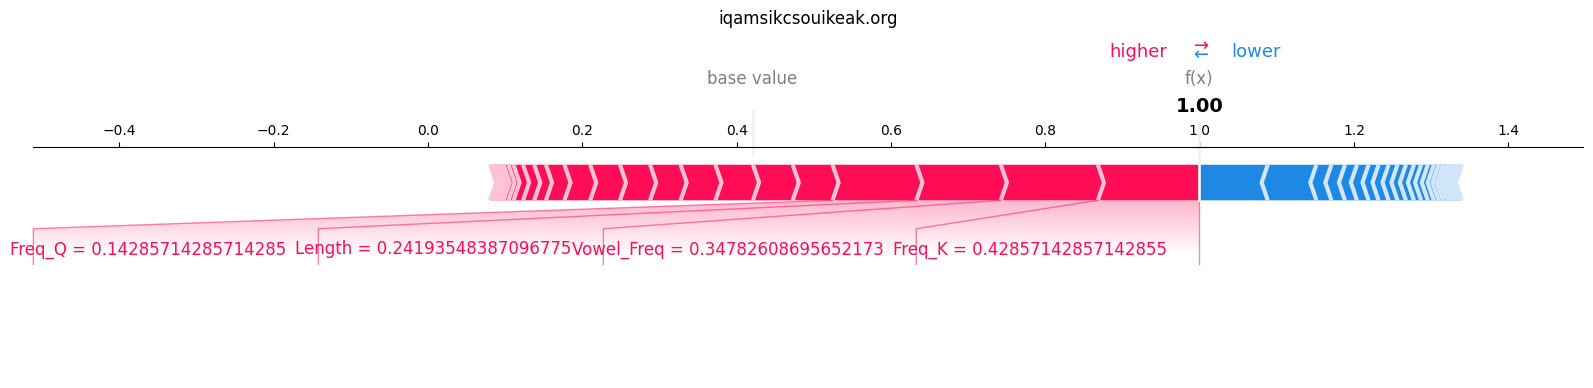 iqamsikcsouikeak.org
higher ⇄ lower
base value f(x)
1.00
−0.4 −0.2 0.0 0.2 0.4 0.6 0.8 1.0 1.2 1.4
Freq_Q = 0.14285714285714285 Length = 0.24193548387096775 Vowel_Freq = 0.34782608695652173 Freq_K = 0.42857142857142855